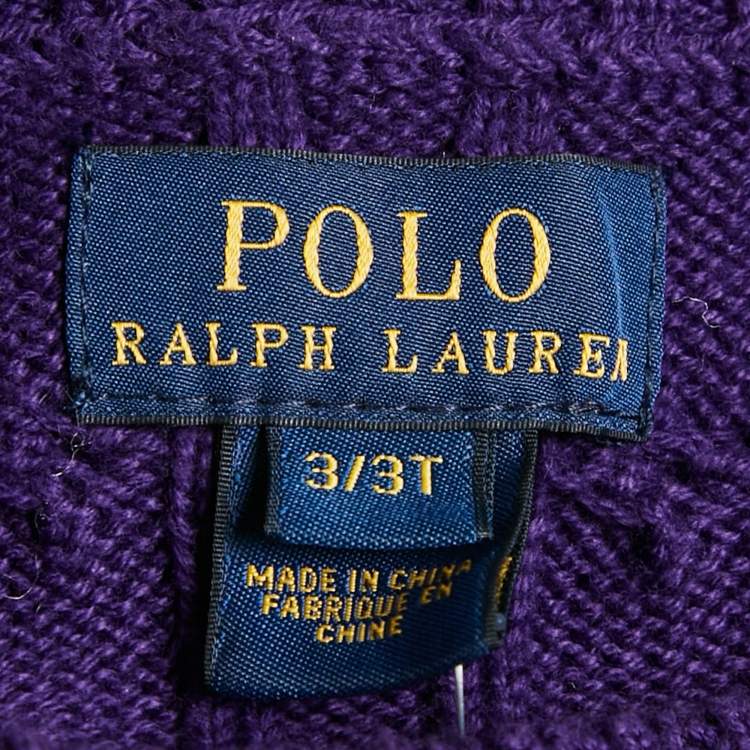 POLO
RALPH LAUREN
3/3T
MADE IN CHINA
FABRIQUE EN
CHINE